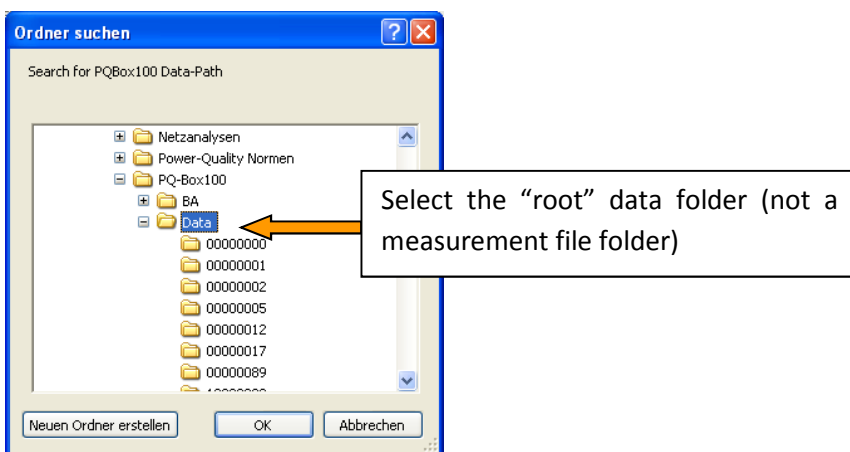 Ordner suchen
Search for PQBox100 Data-Path
Netzanalysen
Power-Quality Normen
PQ-Box100
BA
Data
00000000
00000001
00000002
00000005
00000012
00000017
00000089
Neuen Ordner erstellen
OK
Abbrechen
Select the “root” data folder (not a
measurement file folder)